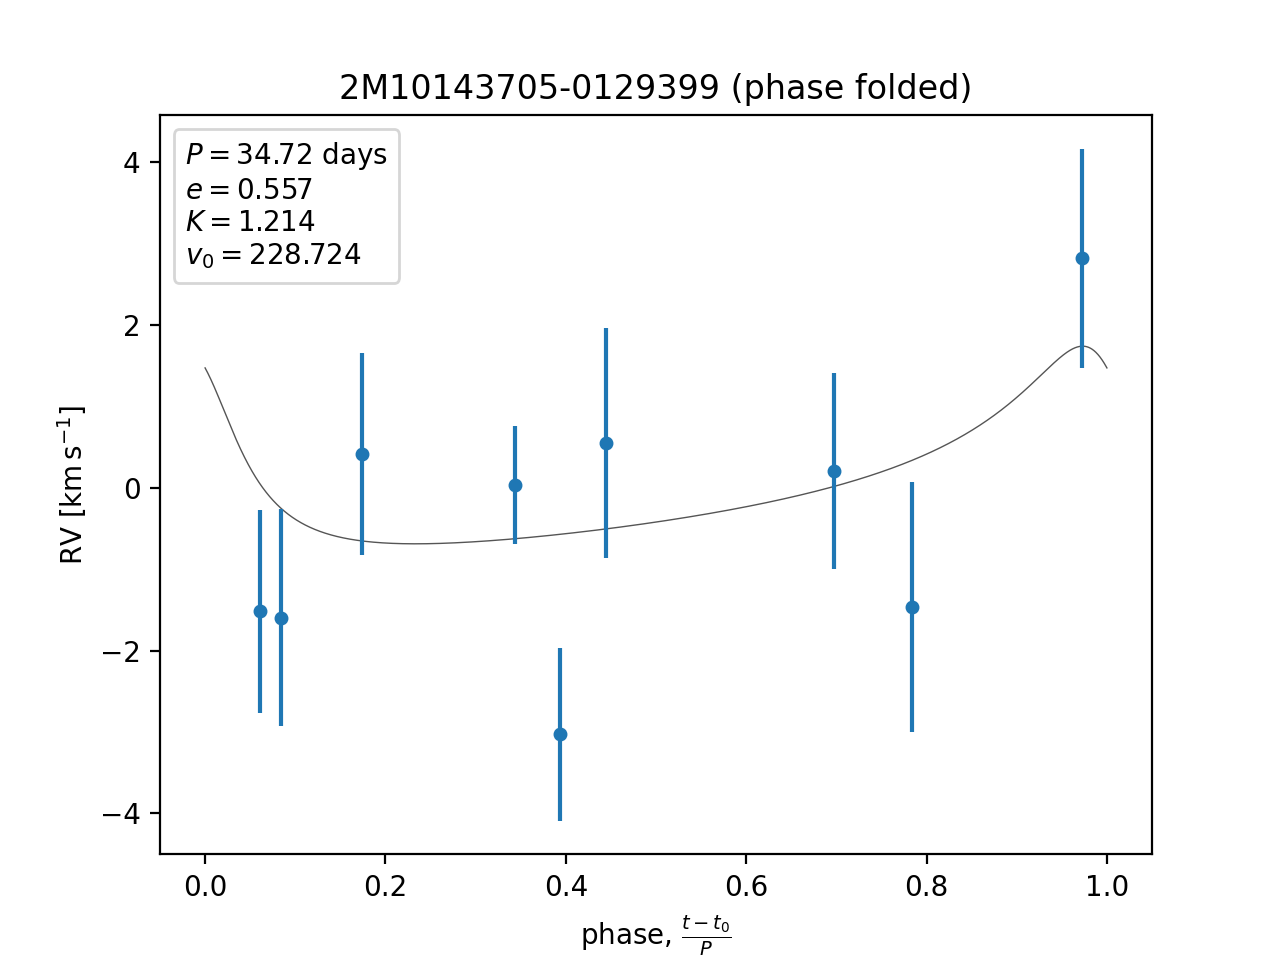 2M10143705-0129399 (phase folded)
P = 34.72 days
e = 0.557
K = 1.214
v₀ = 228.724
4
2
0
−2
−4
RV [km s⁻¹]
0.0 0.2 0.4 0.6 0.8 1.0
phase, (t − t₀)/P